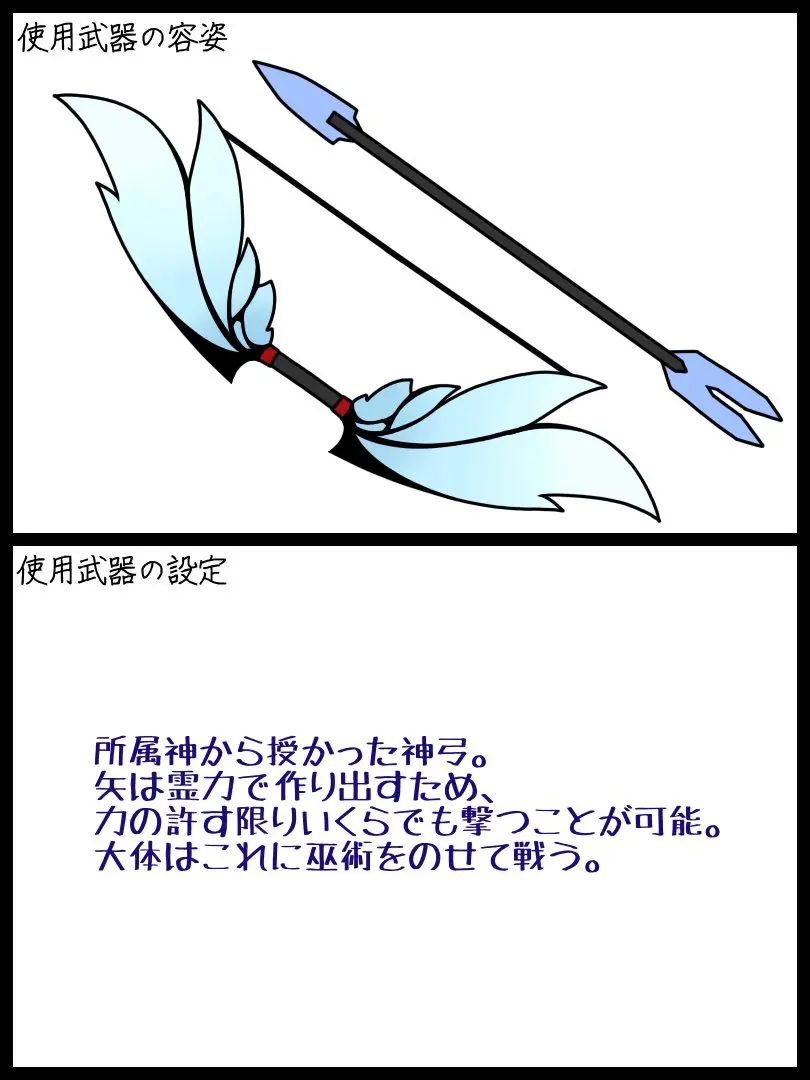 使用武器の容姿
使用武器の設定
所属神から授かった神弓。
矢は霊力で作り出すため、
力の許す限りいくらでも撃つことが可能。
大体はこれに巫術をのせて戦う。